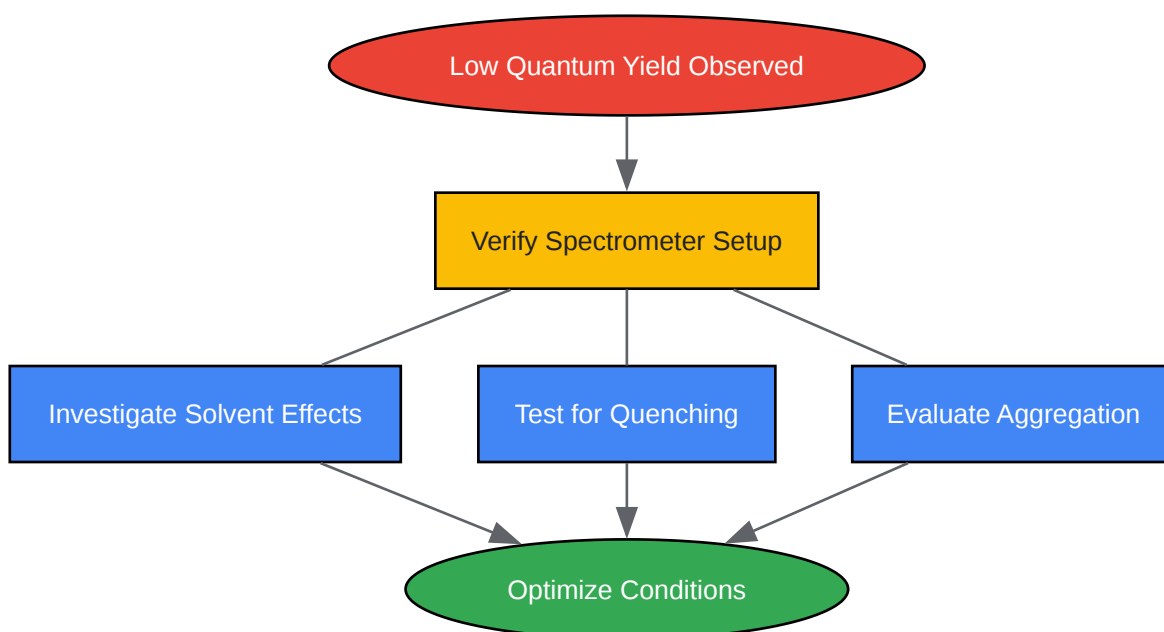 Low Quantum Yield Observed
Verify Spectrometer Setup
Investigate Solvent Effects
Test for Quenching
Evaluate Aggregation
Optimize Conditions